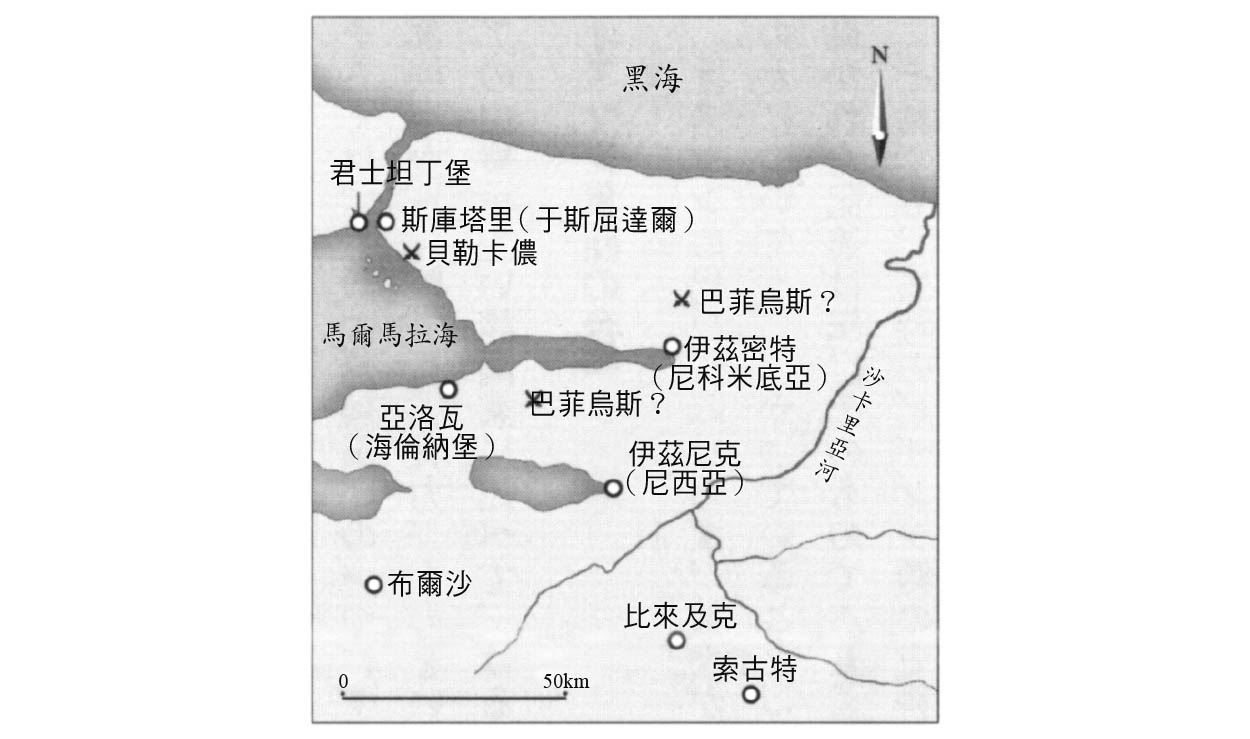 N
黑海
君士坦丁堡
斯庫塔里（于斯屈達爾）
貝勒卡儂
巴菲烏斯？
馬爾馬拉海
伊茲密特
（尼科米底亞）
沙卡里亞河
巴菲烏斯？
亞洛瓦
（海倫納堡）
伊茲尼克
（尼西亞）
布爾沙
比來及克
索古特
0 50km